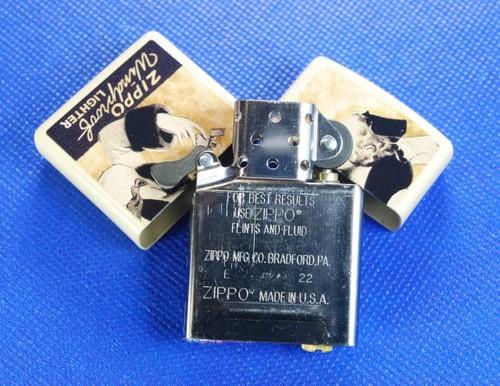 ZIPPO
Windproof
LIGHTER
FOR BEST RESULTS
USE ZIPPO®
FLINTS AND FLUID
ZIPPO MFG. CO. BRADFORD, PA.
E 22
ZIPPO® MADE IN U.S.A.